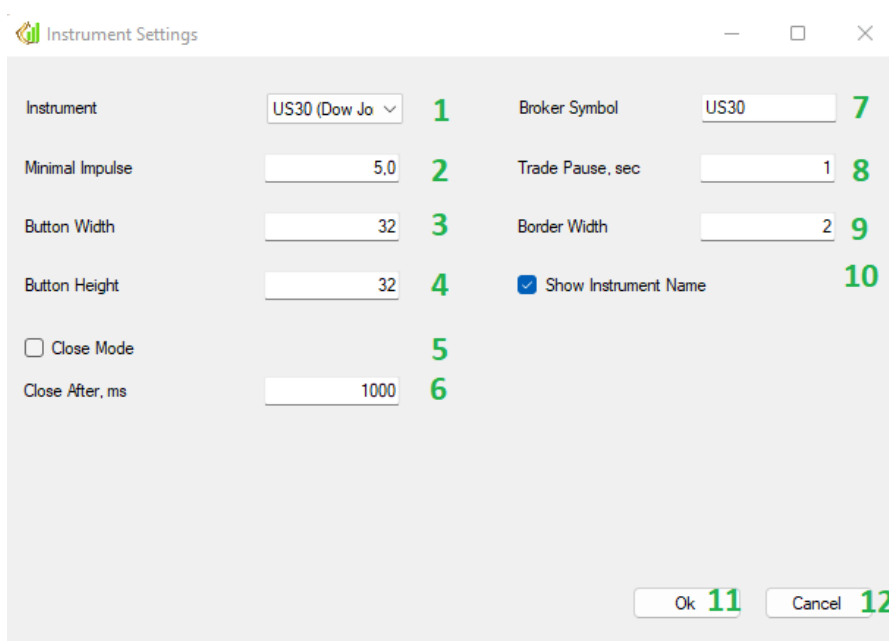 Instrument Settings
Instrument US30 (Dow Jo 1 Broker Symbol US30 7
Minimal Impulse 5,0 2 Trade Pause, sec 1 8
Button Width 32 3 Border Width 2 9
Button Height 32 4 Show Instrument Name 10
Close Mode 5
Close After, ms 1000 6
Ok 11 Cancel 12